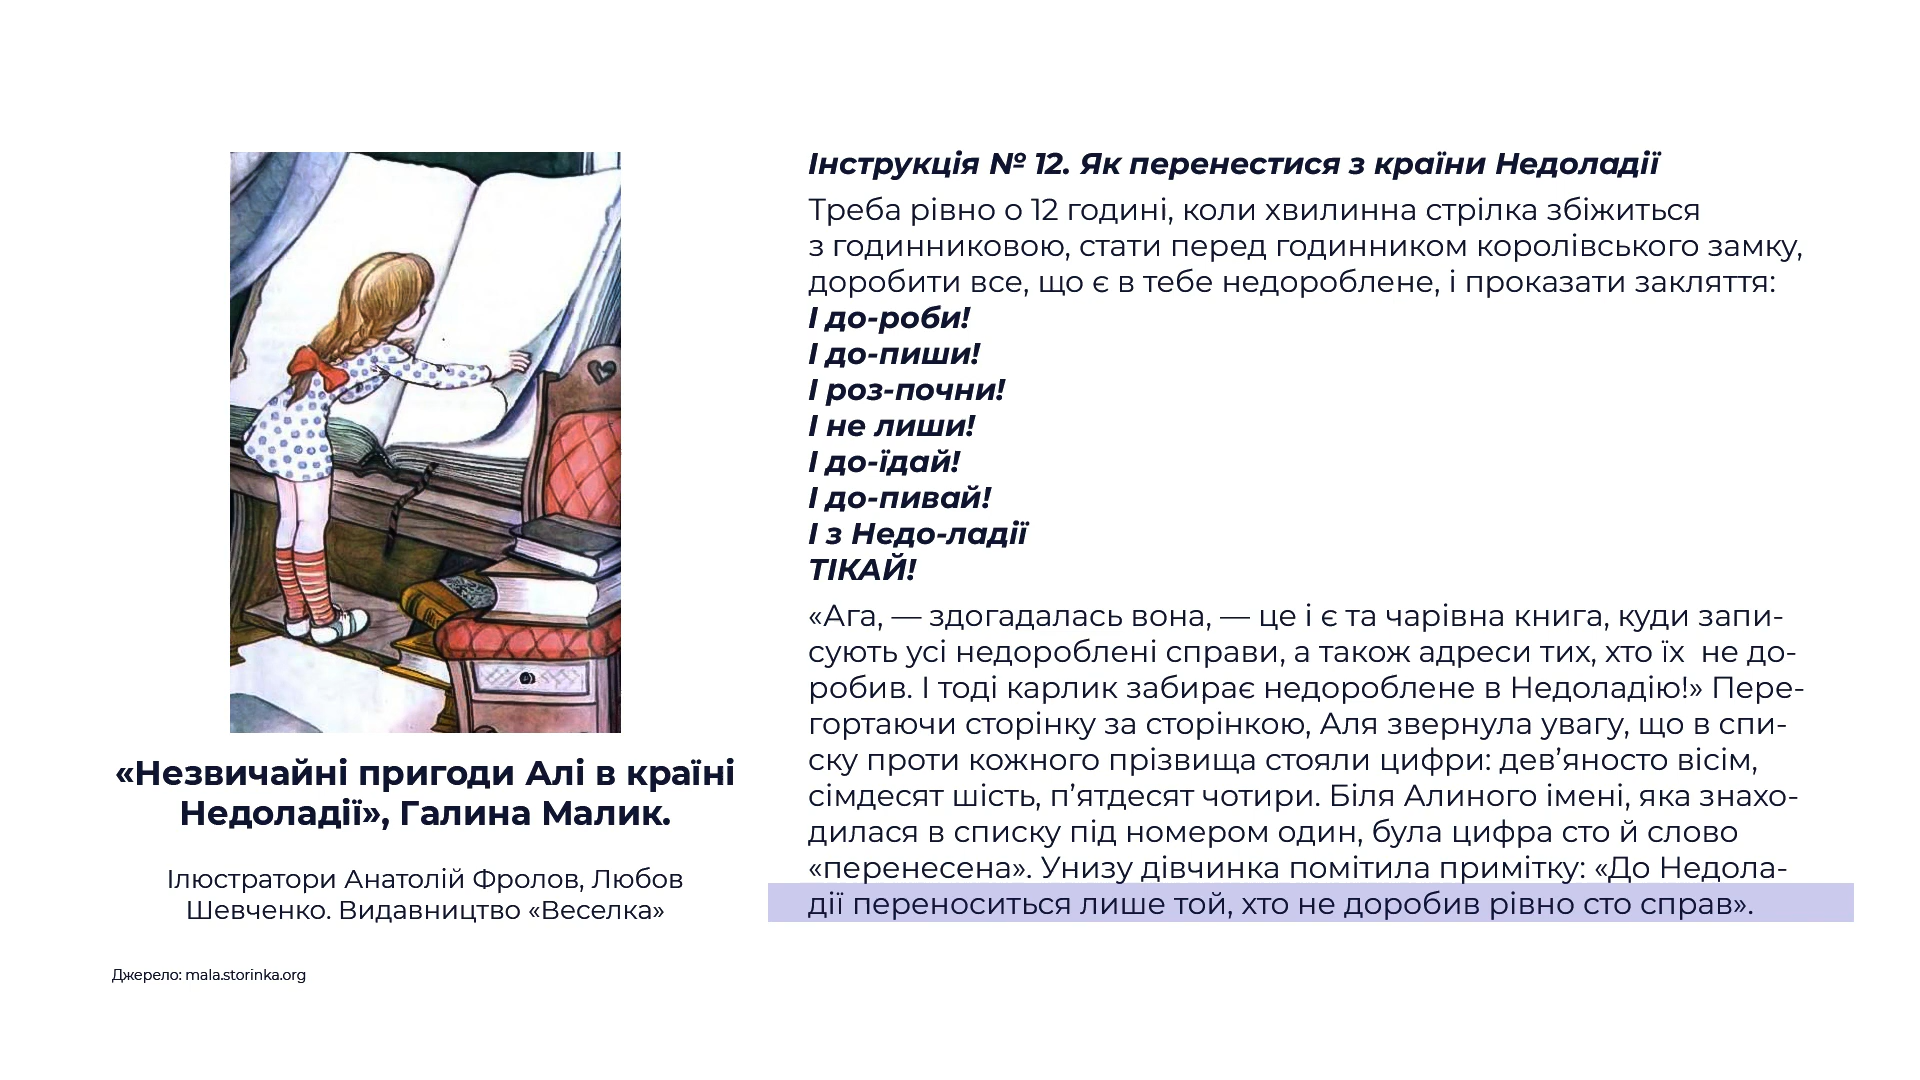 Інструкція № 12. Як перенестися з країни Недоладії
Треба рівно о 12 годині, коли хвилинна стрілка збіжиться
з годинниковою, стати перед годинником королівського замку,
доробити все, що є в тебе недороблене, і проказати закляття:
І до-роби!
І до-пиши!
І роз-почни!
І не лиши!
І до-їдай!
І до-пивай!
І з Недо-ладії
ТІКАЙ!
«Ага, — здогадалась вона, — це і є та чарівна книга, куди запи-
сують усі недороблені справи, а також адреси тих, хто їх  не до-
робив. І тоді карлик забирає недороблене в Недоладію!» Пере-
гортаючи сторінку за сторінкою, Аля звернула увагу, що в спи-
ску проти кожного прізвища стояли цифри: дев’яносто вісім,
сімдесят шість, п’ятдесят чотири. Біля Алиного імені, яка знахо-
дилася в списку під номером один, була цифра сто й слово
«перенесена». Унизу дівчинка помітила примітку: «До Недола-
дії переноситься лише той, хто не доробив рівно сто справ».
«Незвичайні пригоди Алі в країні
Недоладії», Галина Малик.
Ілюстратори Анатолій Фролов, Любов
Шевченко. Видавництво «Веселка»
Джерело: mala.storinka.org